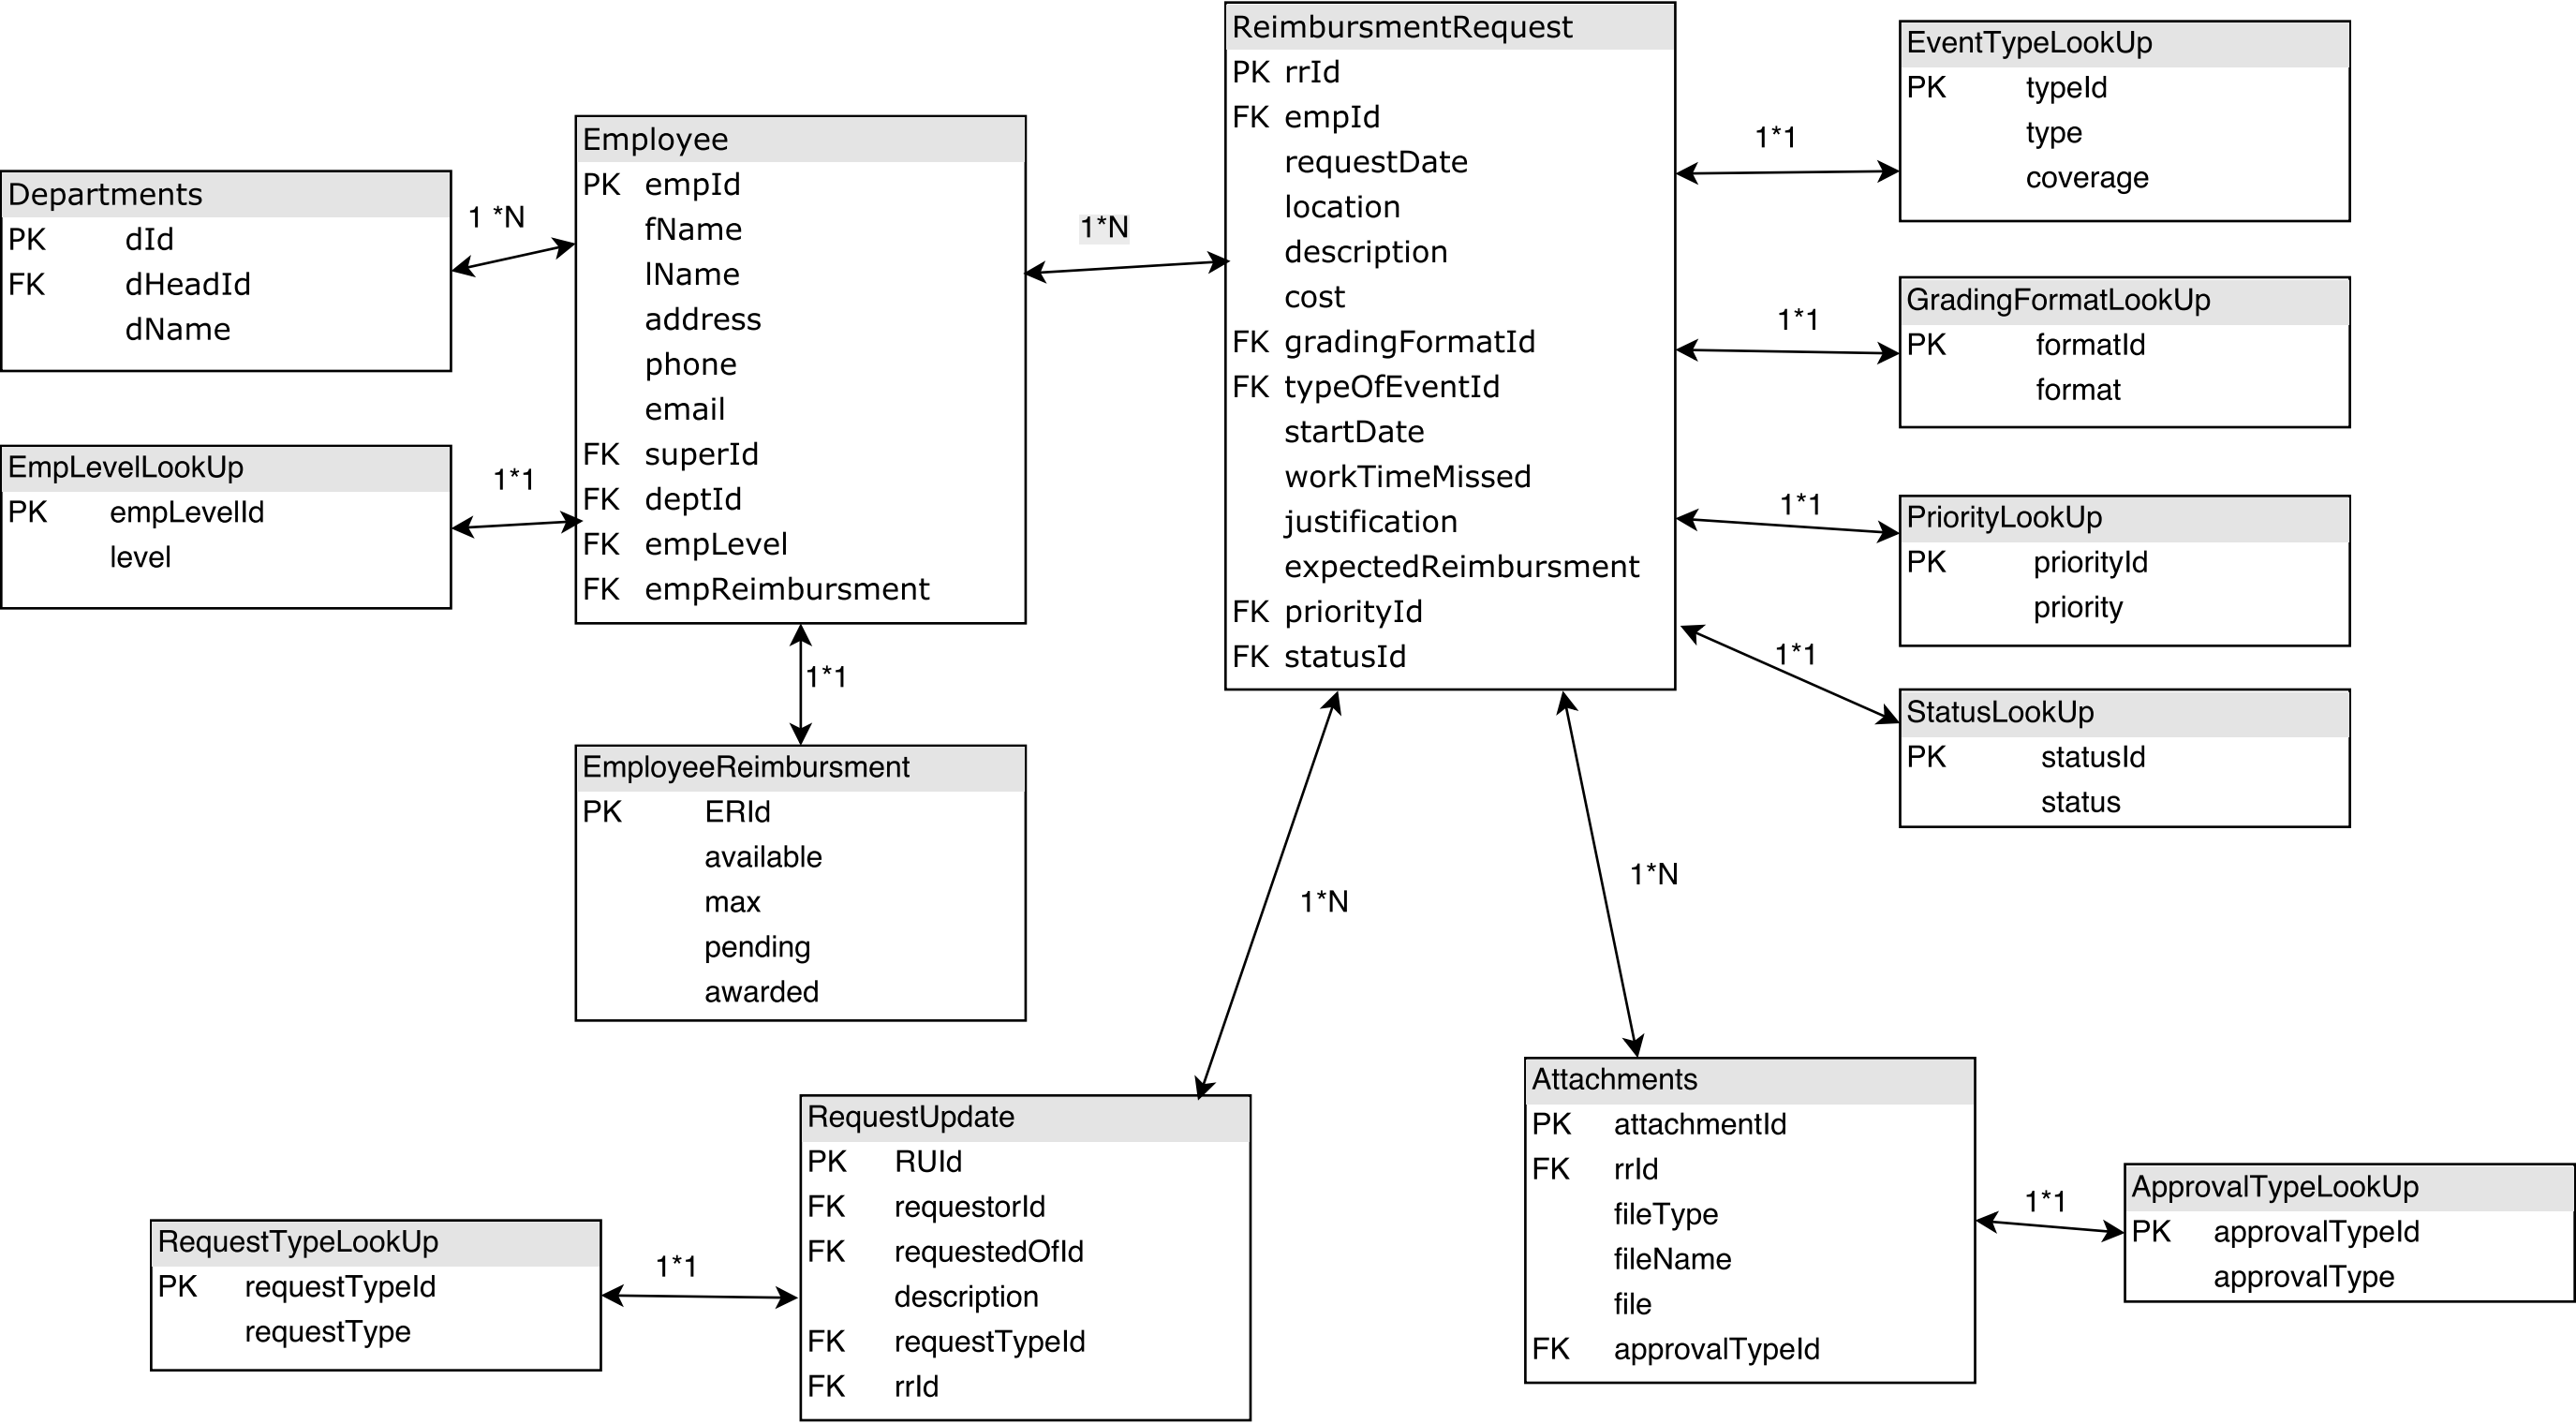 Departments
PK dId
FK dHeadId
dName
1 *N
EmpLevelLookUp
PK empLevelId
level
1*1
Employee
PK empId
fName
lName
address
phone
email
FK superId
FK deptId
FK empLevel
FK empReimbursment
1*N
1*1
EmployeeReimbursment
PK ERId
available
max
pending
awarded
ReimbursmentRequest
PK rrId
FK empId
requestDate
location
description
cost
FK gradingFormatId
FK typeOfEventId
startDate
workTimeMissed
justification
expectedReimbursment
FK priorityId
FK statusId
1*1
EventTypeLookUp
PK typeId
type
coverage
1*1
GradingFormatLookUp
PK formatId
format
1*1
PriorityLookUp
PK priorityId
priority
1*1
StatusLookUp
PK statusId
status
1*N
1*N
RequestTypeLookUp
PK requestTypeId
requestType
1*1
RequestUpdate
PK RUId
FK requestorId
FK requestedOfId
description
FK requestTypeId
FK rrId
Attachments
PK attachmentId
FK rrId
fileType
fileName
file
FK approvalTypeId
1*1
ApprovalTypeLookUp
PK approvalTypeId
approvalType